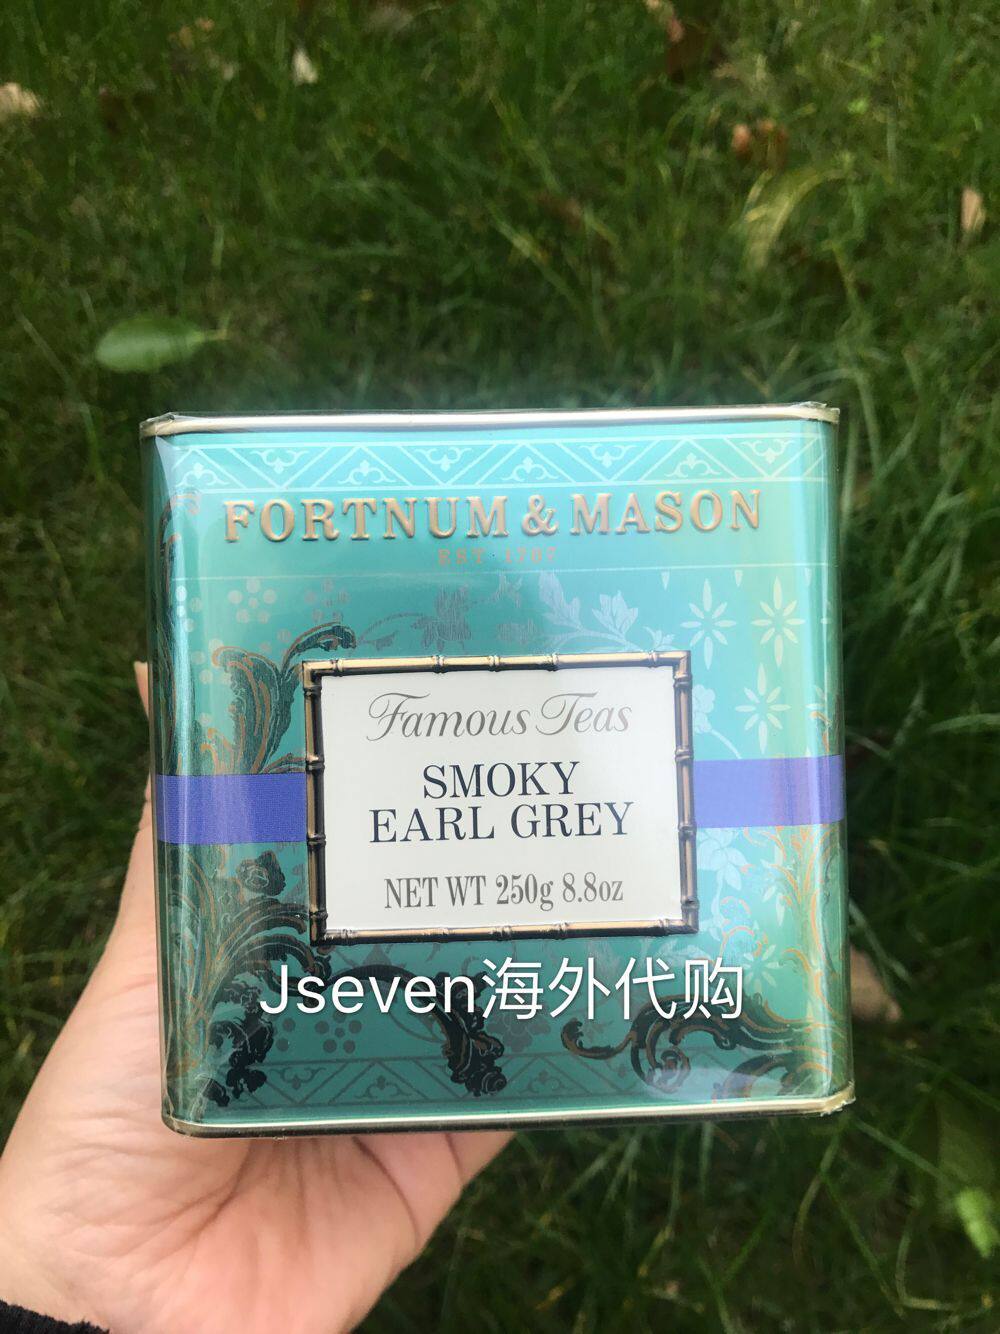 FORTNUM & MASON
EST 1707
Famous Teas
SMOKY
EARL GREY
NET WT 250g 8.8oz
Jseven海外代购